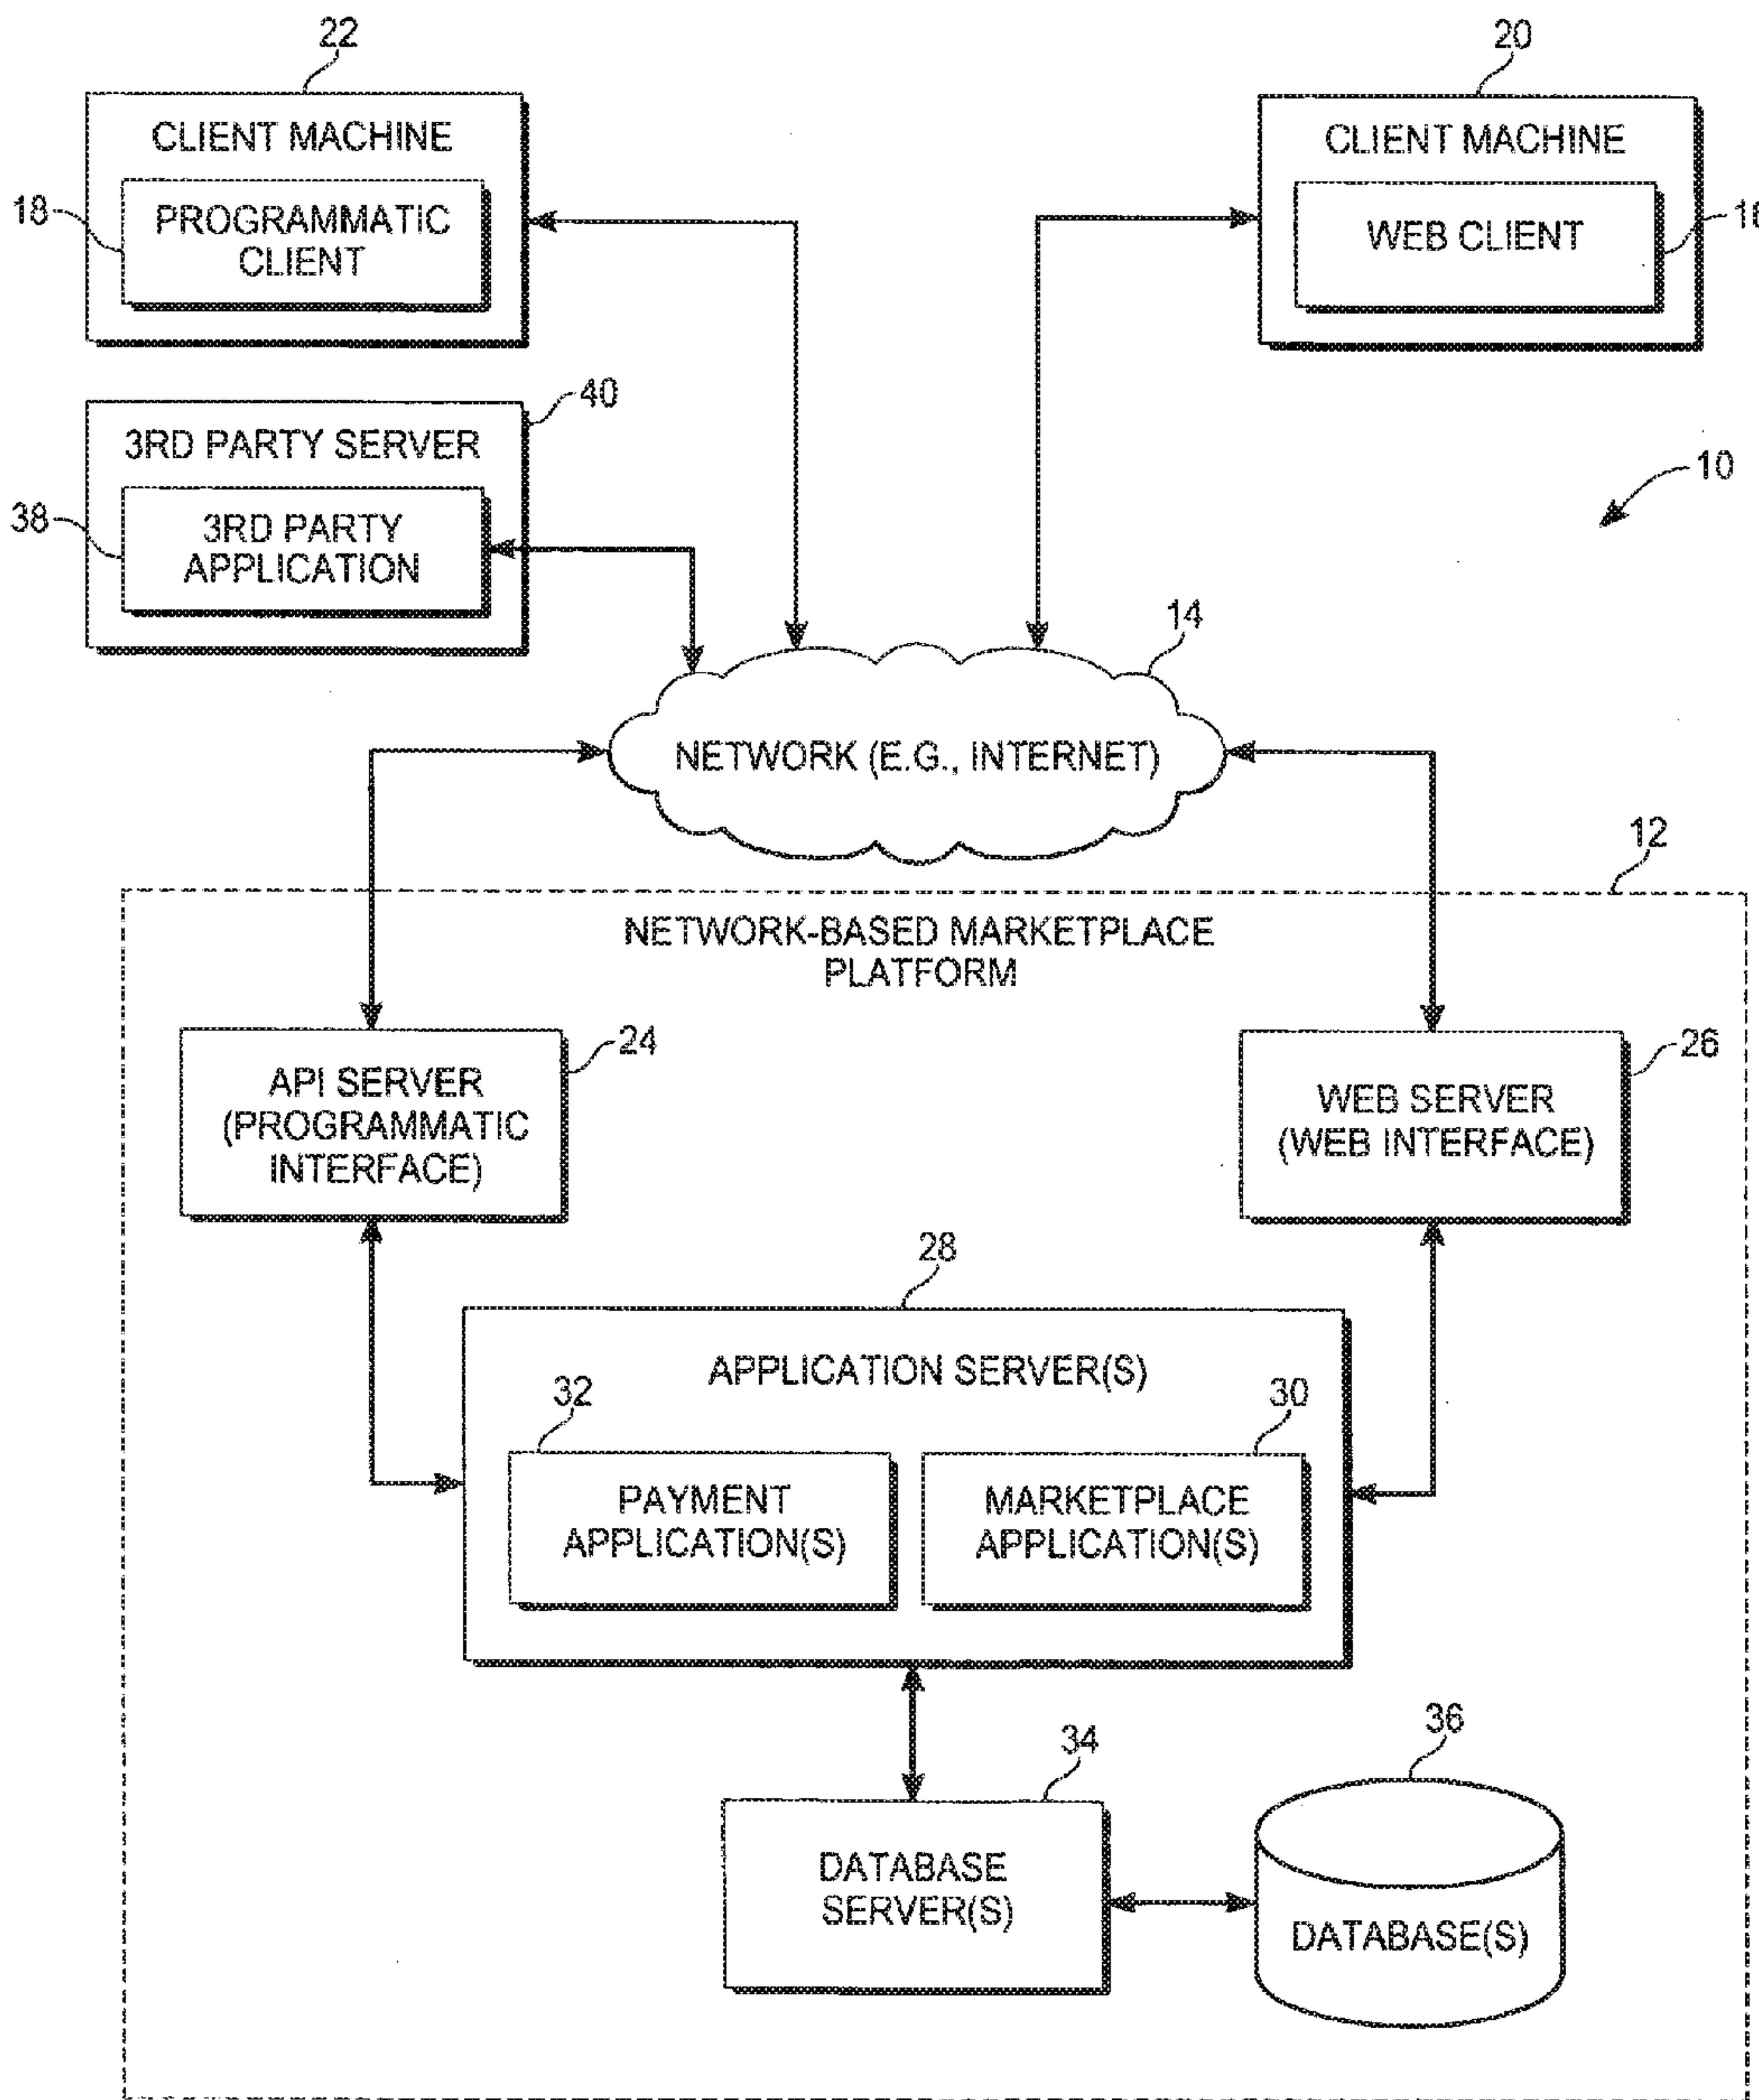 22
CLIENT MACHINE
18
PROGRAMMATIC
CLIENT
20
CLIENT MACHINE
WEB CLIENT
40
3RD PARTY SERVER
38
3RD PARTY
APPLICATION
10
14
NETWORK (E.G., INTERNET)
12
NETWORK-BASED MARKETPLACE
PLATFORM
24
API SERVER
(PROGRAMMATIC
INTERFACE)
26
WEB SERVER
(WEB INTERFACE)
28
APPLICATION SERVER(S)
32
PAYMENT
APPLICATION(S)
30
MARKETPLACE
APPLICATION(S)
34
DATABASE
SERVER(S)
36
DATABASE(S)